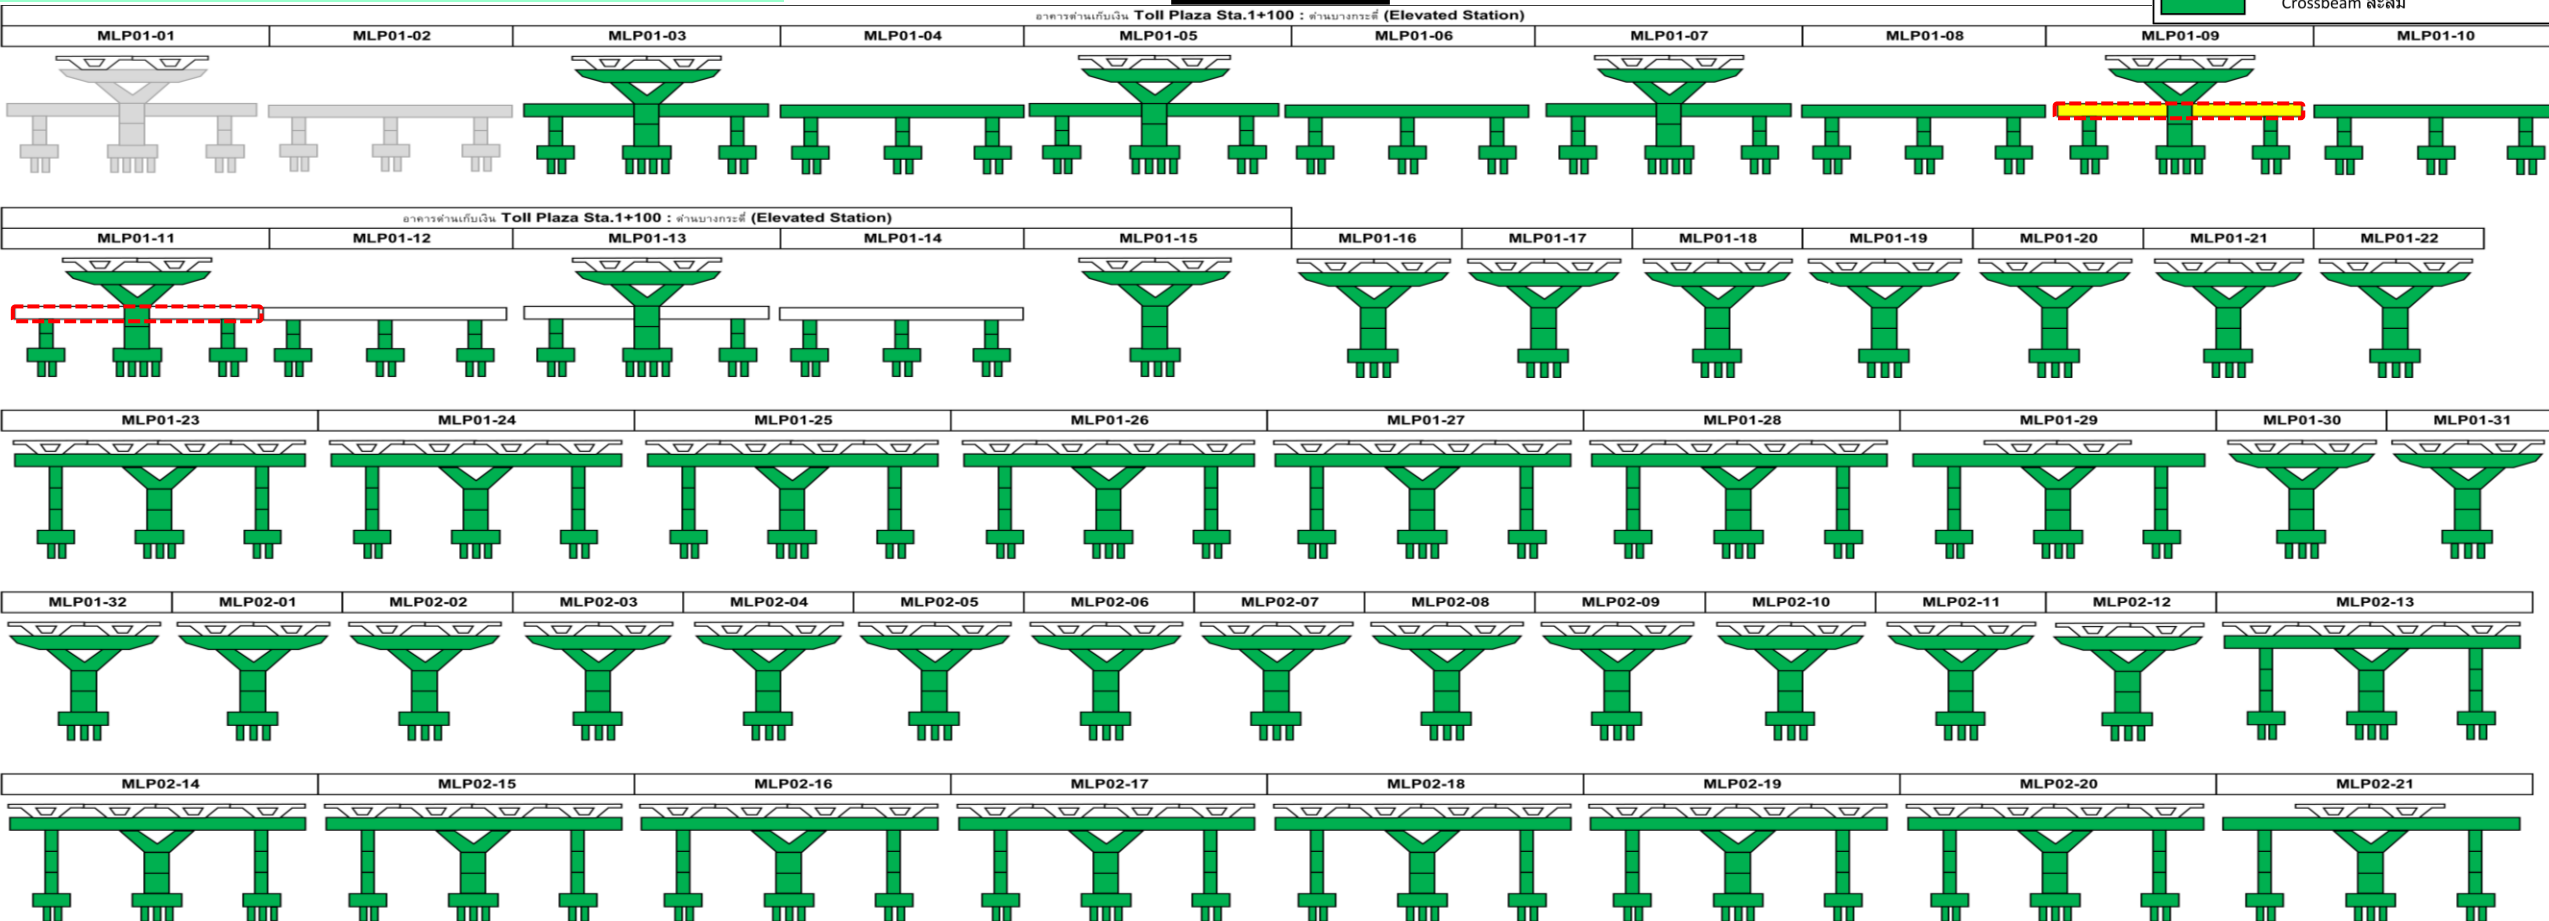 Crossbeam สะสม
อาคารด่านเก็บเงิน Toll Plaza Sta.1+100 : ด่านบางกระดี่ (Elevated Station)
MLP01-01 MLP01-02 MLP01-03 MLP01-04 MLP01-05 MLP01-06 MLP01-07 MLP01-08 MLP01-09 MLP01-10
อาคารด่านเก็บเงิน Toll Plaza Sta.1+100 : ด่านบางกระดี่ (Elevated Station)
MLP01-11 MLP01-12 MLP01-13 MLP01-14 MLP01-15 MLP01-16 MLP01-17 MLP01-18 MLP01-19 MLP01-20 MLP01-21 MLP01-22
MLP01-23 MLP01-24 MLP01-25 MLP01-26 MLP01-27 MLP01-28 MLP01-29 MLP01-30 MLP01-31
MLP01-32 MLP02-01 MLP02-02 MLP02-03 MLP02-04 MLP02-05 MLP02-06 MLP02-07 MLP02-08 MLP02-09 MLP02-10 MLP02-11 MLP02-12 MLP02-13
MLP02-14 MLP02-15 MLP02-16 MLP02-17 MLP02-18 MLP02-19 MLP02-20 MLP02-21